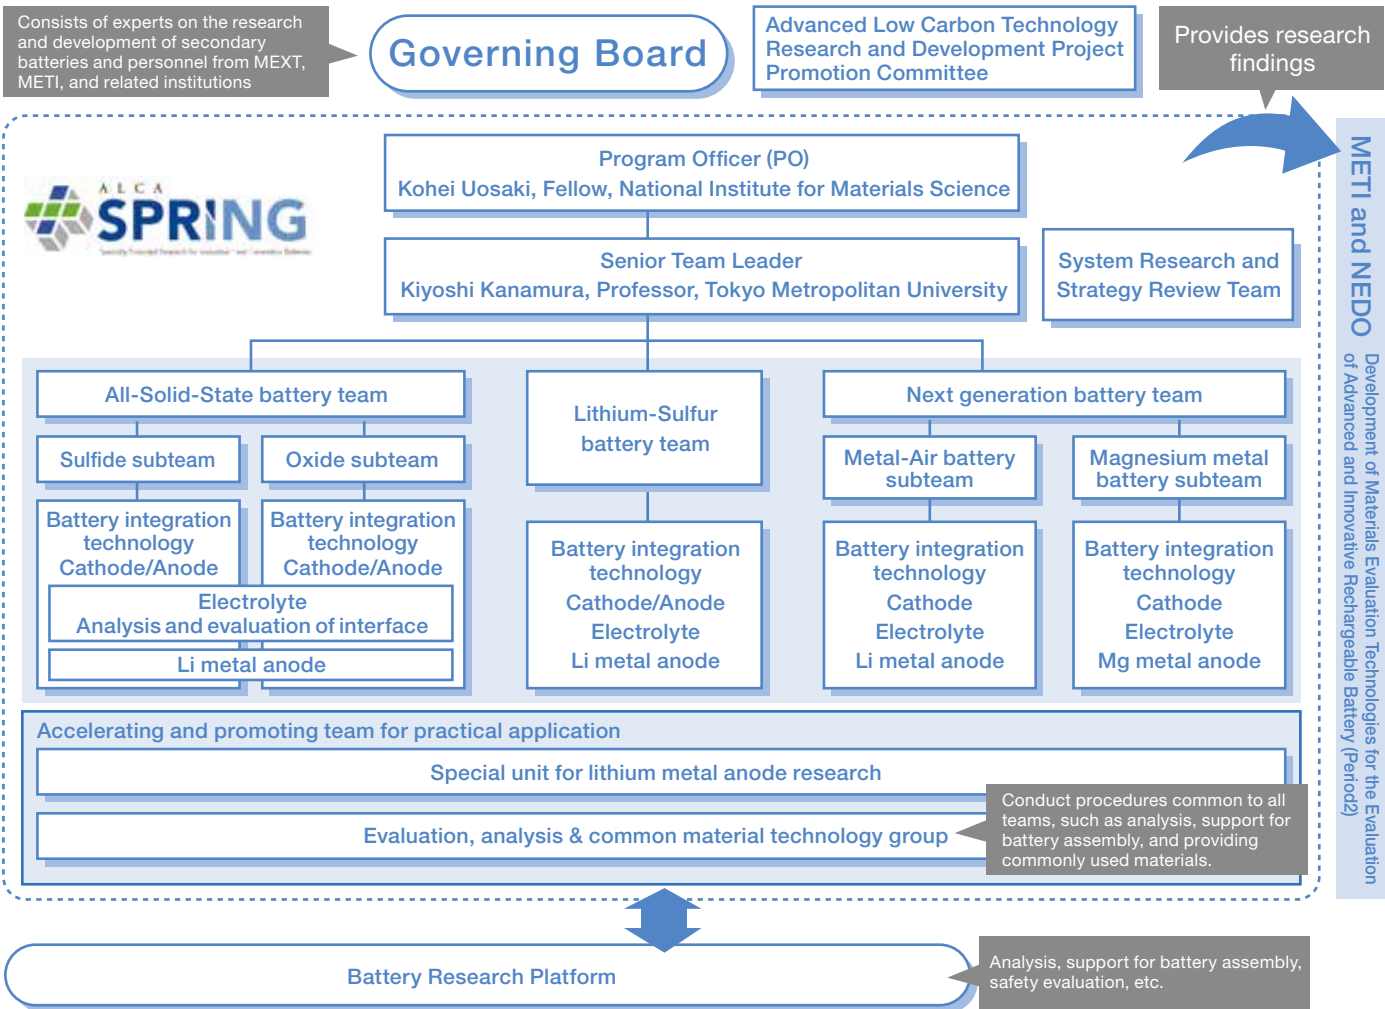 Consists of experts on the research
and development of secondary
batteries and personnel from MEXT,
METI, and related institutions
Governing Board
Advanced Low Carbon Technology
Research and Development Project
Promotion Committee
Provides research
findings
ALCA
SPRING
Program Officer (PO)
Kohei Uosaki, Fellow, National Institute for Materials Science
Senior Team Leader
Kiyoshi Kanamura, Professor, Tokyo Metropolitan University
System Research and
Strategy Review Team
METI and NEDO
Development of Materials Evaluation Technologies for the Evaluation
of Advanced and Innovative Rechargeable Battery (Period2)
All-Solid-State battery team
Sulfide subteam
Oxide subteam
Battery integration
technology
Cathode/Anode
Battery integration
technology
Cathode/Anode
Electrolyte
Analysis and evaluation of interface
Li metal anode
Lithium-Sulfur
battery team
Battery integration
technology
Cathode/Anode
Electrolyte
Li metal anode
Next generation battery team
Metal-Air battery
subteam
Battery integration
technology
Cathode
Electrolyte
Li metal anode
Magnesium metal
battery subteam
Battery integration
technology
Cathode
Electrolyte
Mg metal anode
Accelerating and promoting team for practical application
Special unit for lithium metal anode research
Evaluation, analysis & common material technology group
Conduct procedures common to all
teams, such as analysis, support for
battery assembly, and providing
commonly used materials.
Battery Research Platform
Analysis, support for battery assembly,
safety evaluation, etc.